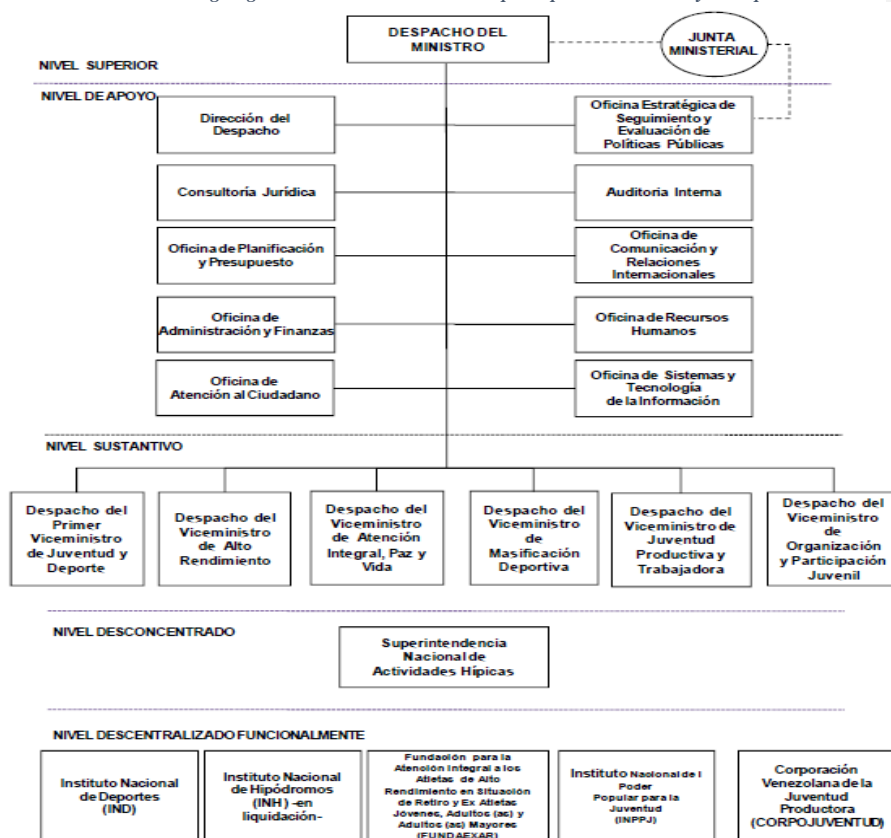 DESPACHO DEL
MINISTRO
JUNTA
MINISTERIAL
NIVEL SUPERIOR
NIVEL DE APOYO
Dirección del
Despacho
Oficina Estratégica de
Seguimiento y
Evaluación de
Políticas Públicas
Consultoría Jurídica
Auditoria Interna
Oficina de Planificación
y Presupuesto
Oficina de
Comunicación y
Relaciones
Internacionales
Oficina de
Administración y Finanzas
Oficina de Recursos
Humanos
Oficina de
Atención al Ciudadano
Oficina de Sistemas y
Tecnología
de la Información
NIVEL SUSTANTIVO
Despacho del
Primer
Viceministro
de Juventud y
Deporte
Despacho del
Viceministro
de Alto
Rendimiento
Despacho del
Viceministro
de Atención
Integral, Paz y
Vida
Despacho del
Viceministro
de
Masificación
Deportiva
Despacho del
Viceministro de
Juventud
Productiva y
Trabajadora
Despacho del
Viceministro
de
Organización
y Participación
Juvenil
NIVEL DESCONCENTRADO
Superintendencia
Nacional de
Actividades Hípicas
NIVEL DESCENTRALIZADO FUNCIONALMENTE
Instituto Nacional
de Deportes
(IND)
Instituto Nacional
de Hipódromos
(INH) -en
liquidación-
Fundación para la
Atención Integral a los
Atletas de Alto
Rendimiento en Situación
de Retiro y Ex Atletas
Jóvenes, Adultos (as) y
Adultos (as) Mayores
(FUNDAEXAR)
Instituto Nacional de l
Poder
Popular para la
Juventud
(INPPJ)
Corporación
Venezolana de la
Juventud
Productora
(CORPOJUVENTUD)